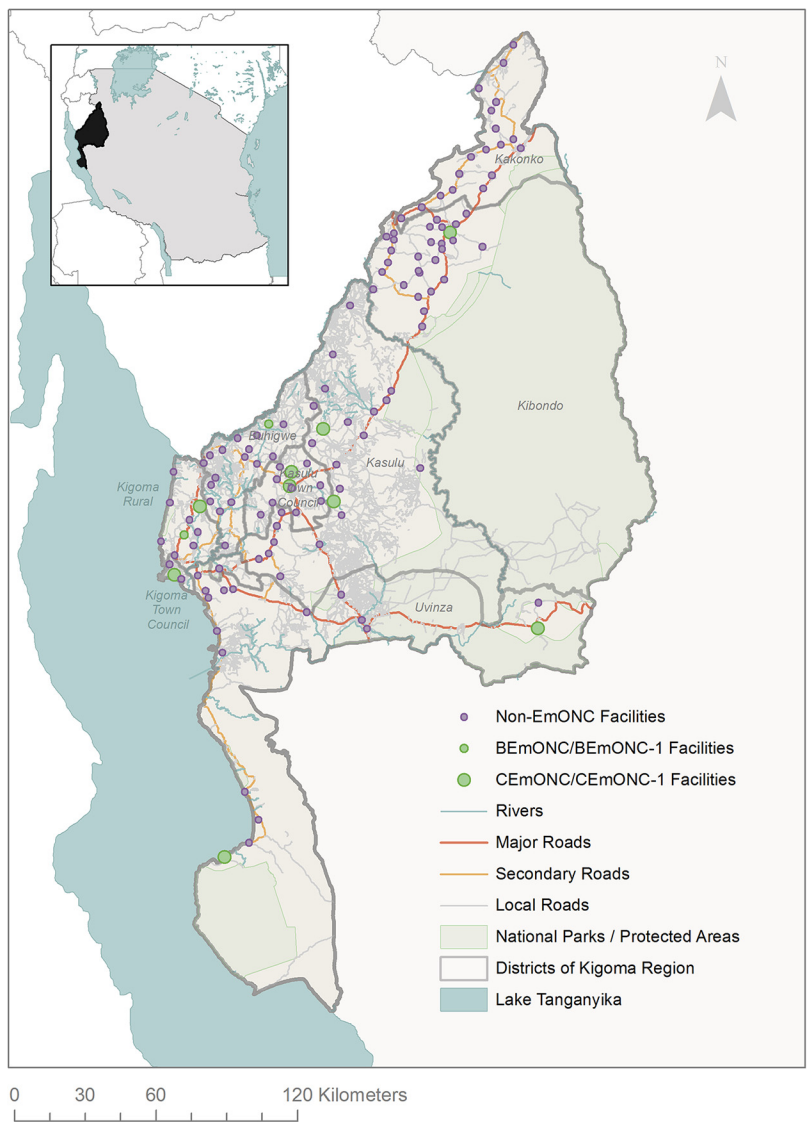 N
Kakonko
Kibondo
Buhigwe
Kasulu
Kasulu
Town
Council
Kigoma
Rural
Kigoma
Town
Council
Uvinza
Non-EmONC Facilities
BEmONC/BEmONC-1 Facilities
CEmONC/CEmONC-1 Facilities
Rivers
Major Roads
Secondary Roads
Local Roads
National Parks / Protected Areas
Districts of Kigoma Region
Lake Tanganyika
0 30 60 120 Kilometers